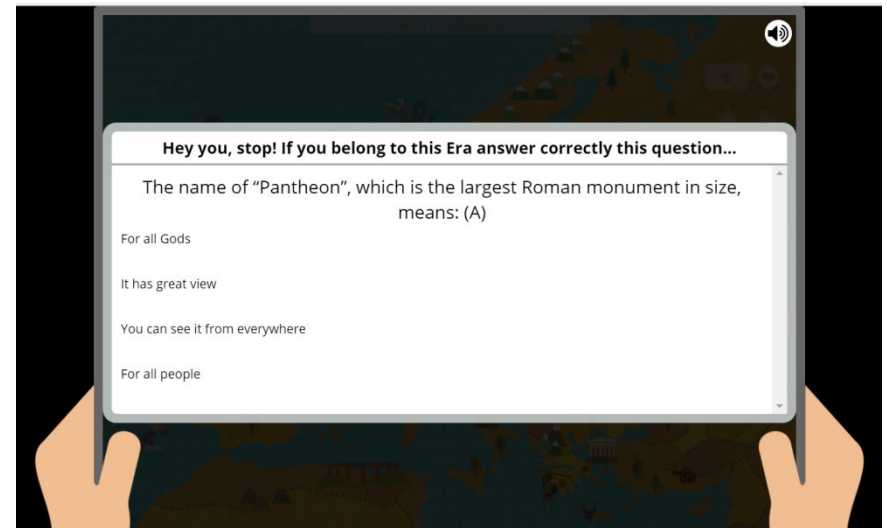 Hey you, stop! If you belong to this Era answer correctly this question...
The name of “Pantheon”, which is the largest Roman monument in size,
means: (A)
For all Gods
It has great view
You can see it from everywhere
For all people